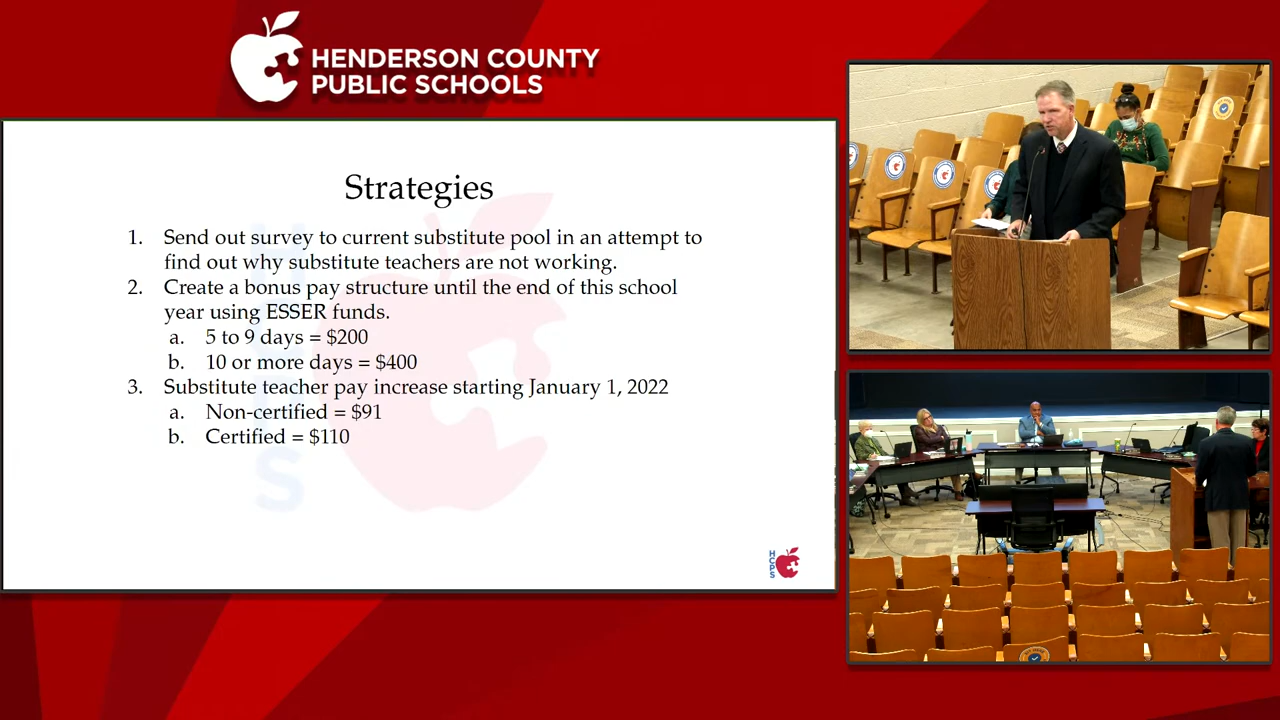 HENDERSON COUNTY
PUBLIC SCHOOLS
Strategies
1. Send out survey to current substitute pool in an attempt to
find out why substitute teachers are not working.
2. Create a bonus pay structure until the end of this school
year using ESSER funds.
a. 5 to 9 days = $200
b. 10 or more days = $400
3. Substitute teacher pay increase starting January 1, 2022
a. Non-certified = $91
b. Certified = $110
HCPS